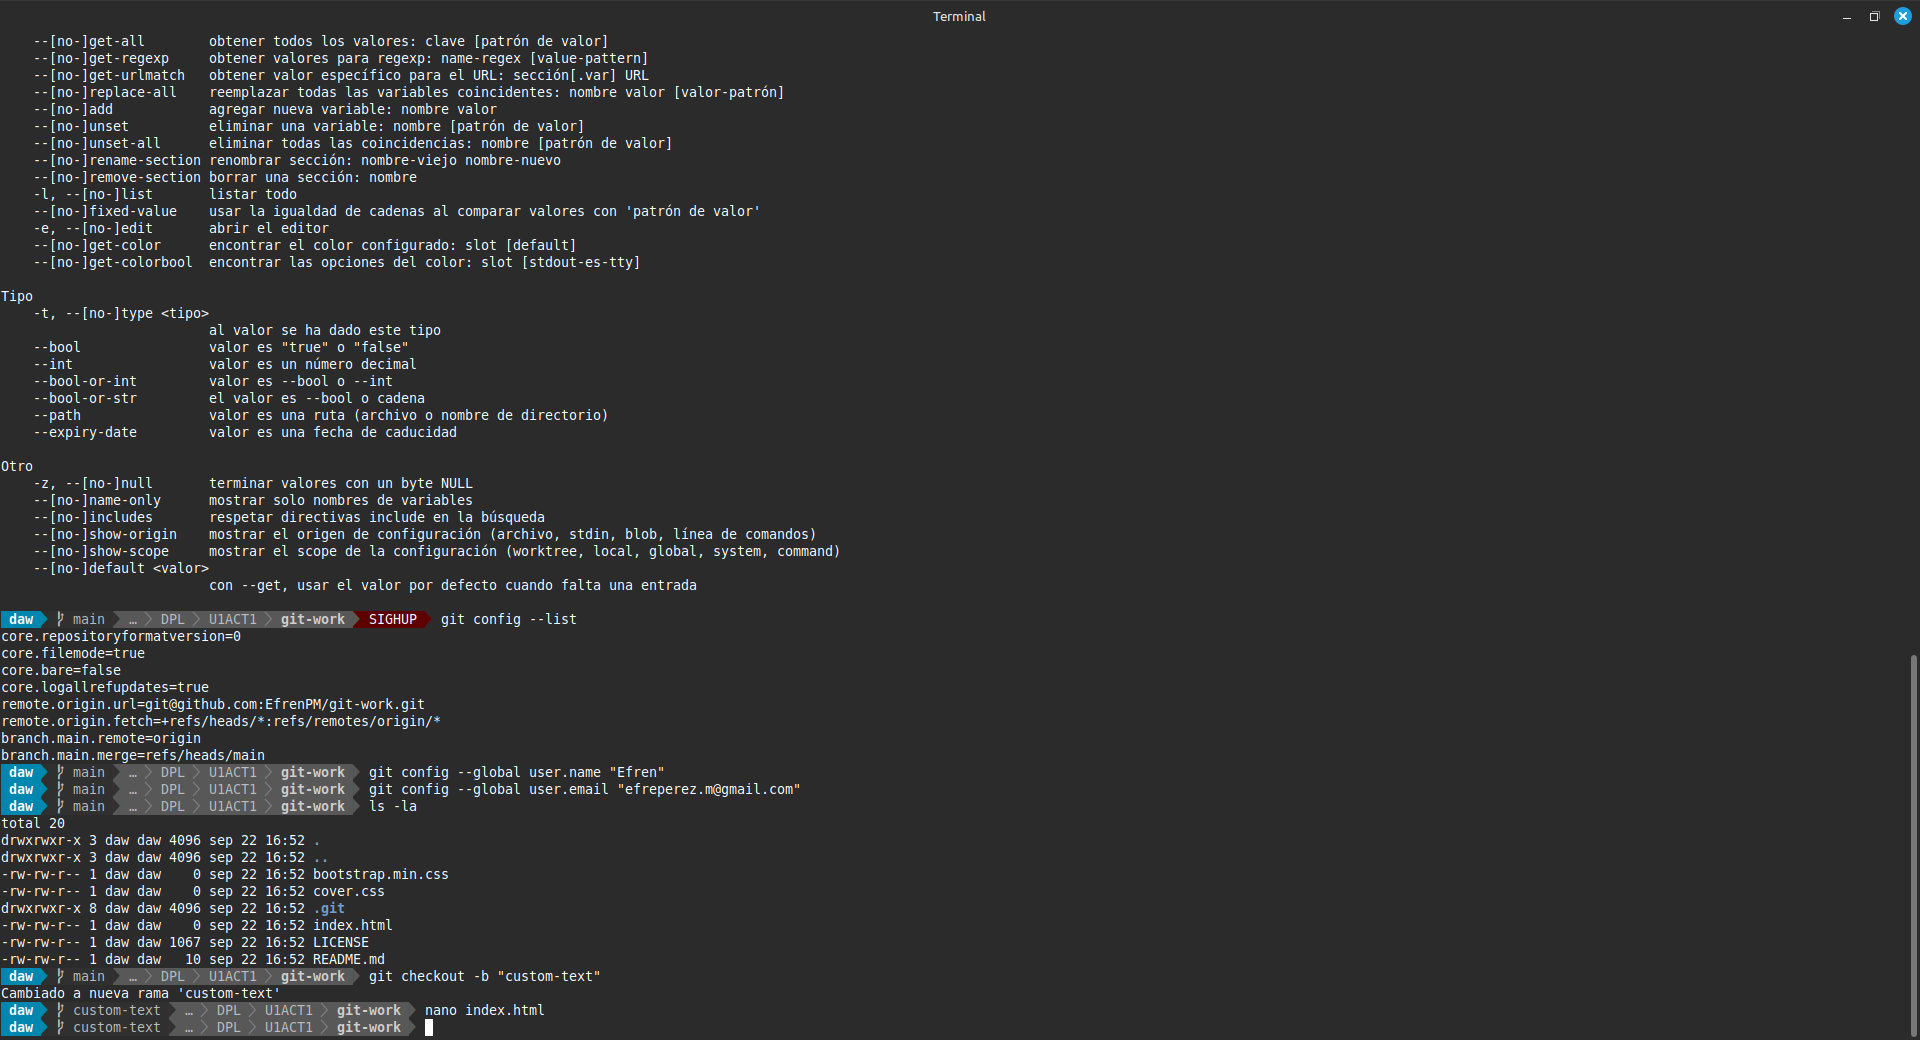 Terminal
--[no-]get-all        obtener todos los valores: clave [patrón de valor]
--[no-]get-regexp     obtener valores para regexp: name-regex [value-pattern]
--[no-]get-urlmatch   obtener valor específico para el URL: sección[.var] URL
--[no-]replace-all    reemplazar todas las variables coincidentes: nombre valor [valor-patrón]
--[no-]add            agregar nueva variable: nombre valor
--[no-]unset          eliminar una variable: nombre [patrón de valor]
--[no-]unset-all      eliminar todas las coincidencias: nombre [patrón de valor]
--[no-]rename-section renombrar sección: nombre-viejo nombre-nuevo
--[no-]remove-section borrar una sección: nombre
-l, --[no-]list       listar todo
--[no-]fixed-value    usar la igualdad de cadenas al comparar valores con 'patrón de valor'
-e, --[no-]edit       abrir el editor
--[no-]get-color      encontrar el color configurado: slot [default]
--[no-]get-colorbool  encontrar las opciones del color: slot [stdout-es-tty]
Tipo
-t, --[no-]type <tipo>
al valor se ha dado este tipo
--bool                valor es "true" o "false"
--int                 valor es un número decimal
--bool-or-int         valor es --bool o --int
--bool-or-str         el valor es --bool o cadena
--path                valor es una ruta (archivo o nombre de directorio)
--expiry-date         valor es una fecha de caducidad
Otro
-z, --[no-]null       terminar valores con un byte NULL
--[no-]name-only      mostrar solo nombres de variables
--[no-]includes       respetar directivas include en la búsqueda
--[no-]show-origin    mostrar el origen de configuración (archivo, stdin, blob, línea de comandos)
--[no-]show-scope     mostrar el scope de la configuración (worktree, local, global, system, command)
--[no-]default <valor>
con --get, usar el valor por defecto cuando falta una entrada
daw main … DPL U1ACT1 git-work SIGHUP git config --list
core.repositoryformatversion=0
core.filemode=true
core.bare=false
core.logallrefupdates=true
remote.origin.url=git@github.com:EfrenPM/git-work.git
remote.origin.fetch=+refs/heads/*:refs/remotes/origin/*
branch.main.remote=origin
branch.main.merge=refs/heads/main
daw main … DPL U1ACT1 git-work git config --global user.name "Efren"
daw main … DPL U1ACT1 git-work git config --global user.email "efreperez.m@gmail.com"
daw main … DPL U1ACT1 git-work ls -la
total 20
drwxrwxr-x 3 daw daw 4096 sep 22 16:52 .
drwxrwxr-x 3 daw daw 4096 sep 22 16:52 ..
-rw-rw-r-- 1 daw daw    0 sep 22 16:52 bootstrap.min.css
-rw-rw-r-- 1 daw daw    0 sep 22 16:52 cover.css
drwxrwxr-x 8 daw daw 4096 sep 22 16:52 .git
-rw-rw-r-- 1 daw daw    0 sep 22 16:52 index.html
-rw-rw-r-- 1 daw daw 1067 sep 22 16:52 LICENSE
-rw-rw-r-- 1 daw daw   10 sep 22 16:52 README.md
daw main … DPL U1ACT1 git-work git checkout -b "custom-text"
Cambiado a nueva rama 'custom-text'
daw custom-text … DPL U1ACT1 git-work nano index.html
daw custom-text … DPL U1ACT1 git-work